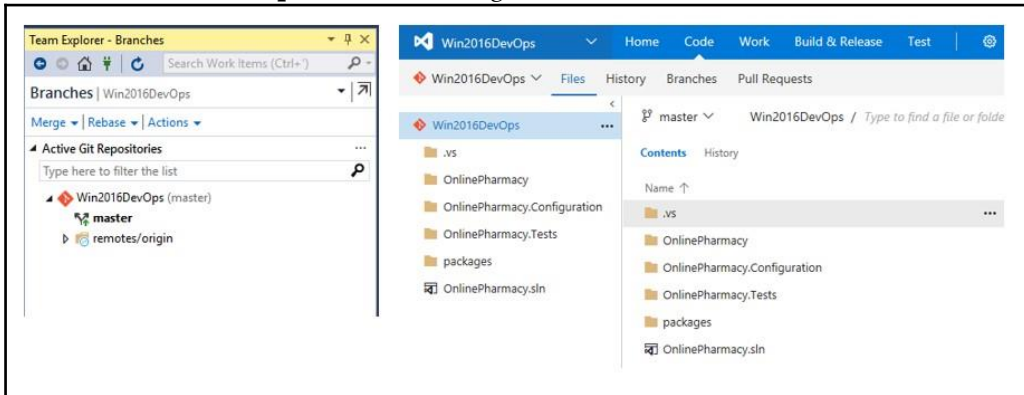 Team Explorer - Branches
Search Work Items (Ctrl+')
Branches | Win2016DevOps
Merge | Rebase | Actions
Active Git Repositories
Type here to filter the list
Win2016DevOps (master)
master
remotes/origin
Win2016DevOps Home Code Work Build & Release Test
Win2016DevOps Files History Branches Pull Requests
Win2016DevOps
.vs
OnlinePharmacy
OnlinePharmacy.Configuration
OnlinePharmacy.Tests
packages
OnlinePharmacy.sln
master Win2016DevOps / Type to find a file or folde
Contents History
Name
.vs
OnlinePharmacy
OnlinePharmacy.Configuration
OnlinePharmacy.Tests
packages
OnlinePharmacy.sln